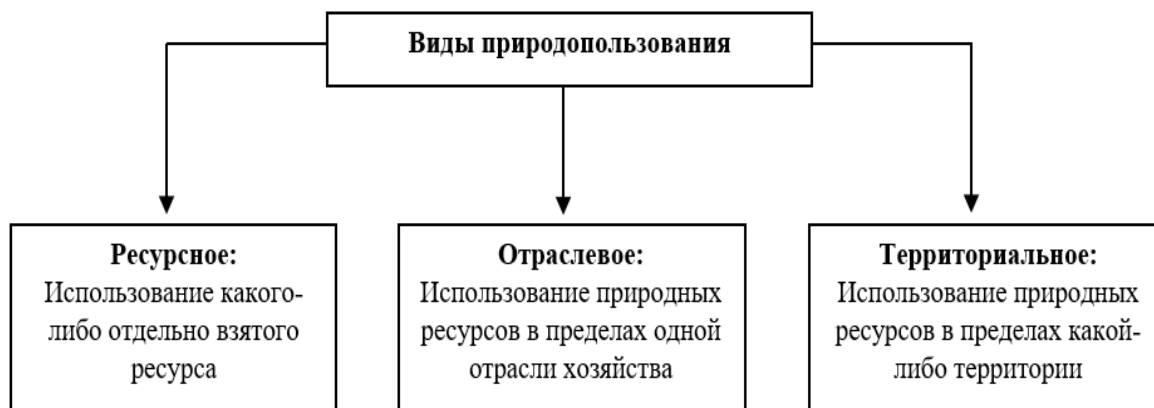 Виды природопользования
Ресурсное:
Использование какого-
либо отдельно взятого
ресурса
Отраслевое:
Использование природных
ресурсов в пределах одной
отрасли хозяйства
Территориальное:
Использование природных
ресурсов в пределах какой-
либо территории